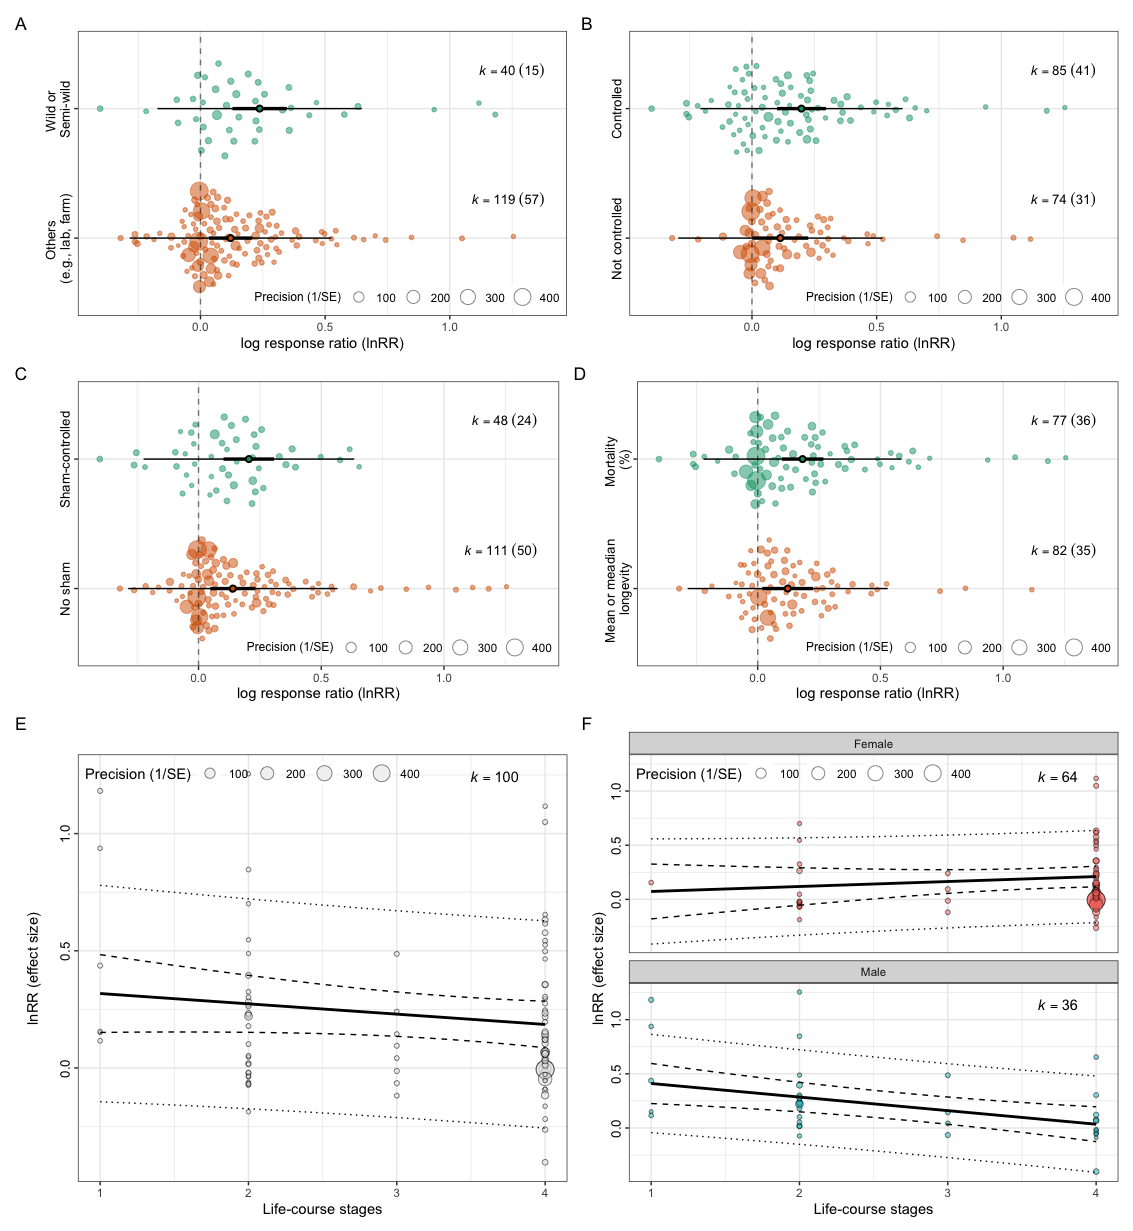 A
Wild or
Semi-wild
Others
(e.g., lab, farm)
k = 40 (15)
k = 119 (57)
Precision (1/SE) 100 200 300 400
0.0 0.5 1.0
log response ratio (lnRR)
B
Controlled
Not controlled
k = 85 (41)
k = 74 (31)
Precision (1/SE) 100 200 300 400
0.0 0.5 1.0
log response ratio (lnRR)
C
Sham-controlled
No sham
k = 48 (24)
k = 111 (50)
Precision (1/SE) 100 200 300 400
0.0 0.5 1.0
log response ratio (lnRR)
D
Mortality
(%)
Mean or meadian
longevity
k = 77 (36)
k = 82 (35)
Precision (1/SE) 100 200 300 400
0.0 0.5 1.0
log response ratio (lnRR)
E
Precision (1/SE) 100 200 300 400
k = 100
lnRR (effect size)
1.0
0.5
0.0
1 2 3 4
Life-course stages
F
Female
Precision (1/SE) 100 200 300 400
k = 64
1.0
0.5
0.0
lnRR (effect size)
Male
k = 36
1.0
0.5
0.0
1 2 3 4
Life-course stages